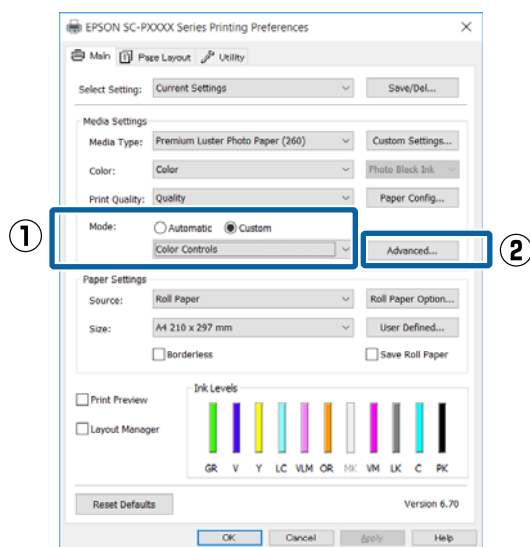 EPSON SC-PXXXX Series Printing Preferences
Main Page Layout Utility
Select Setting: Current Settings Save/Del...
Media Settings
Media Type: Premium Luster Photo Paper (260) Custom Settings...
Color: Color Photo Black Ink
Print Quality: Quality Paper Config...
① Mode: Automatic Custom
Color Controls Advanced... ②
Paper Settings
Source: Roll Paper Roll Paper Option...
Size: A4 210 x 297 mm User Defined...
Borderless Save Roll Paper
Ink Levels
Print Preview
Layout Manager
GR V Y LC VLM OR MK VM LK C PK
Reset Defaults Version 6.70
OK Cancel Apply Help